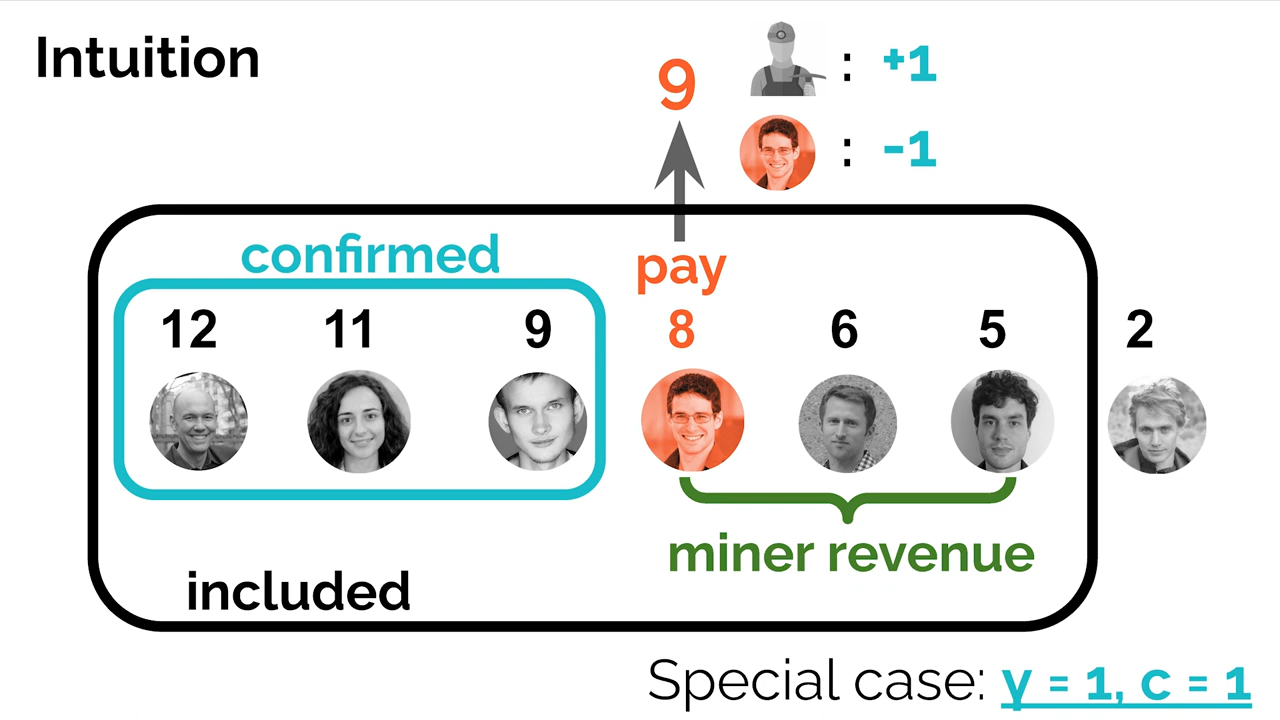 Intuition
9
: +1
: -1
confirmed
pay
12 11 9 8 6 5 2
miner revenue
included
Special case: γ = 1, c = 1